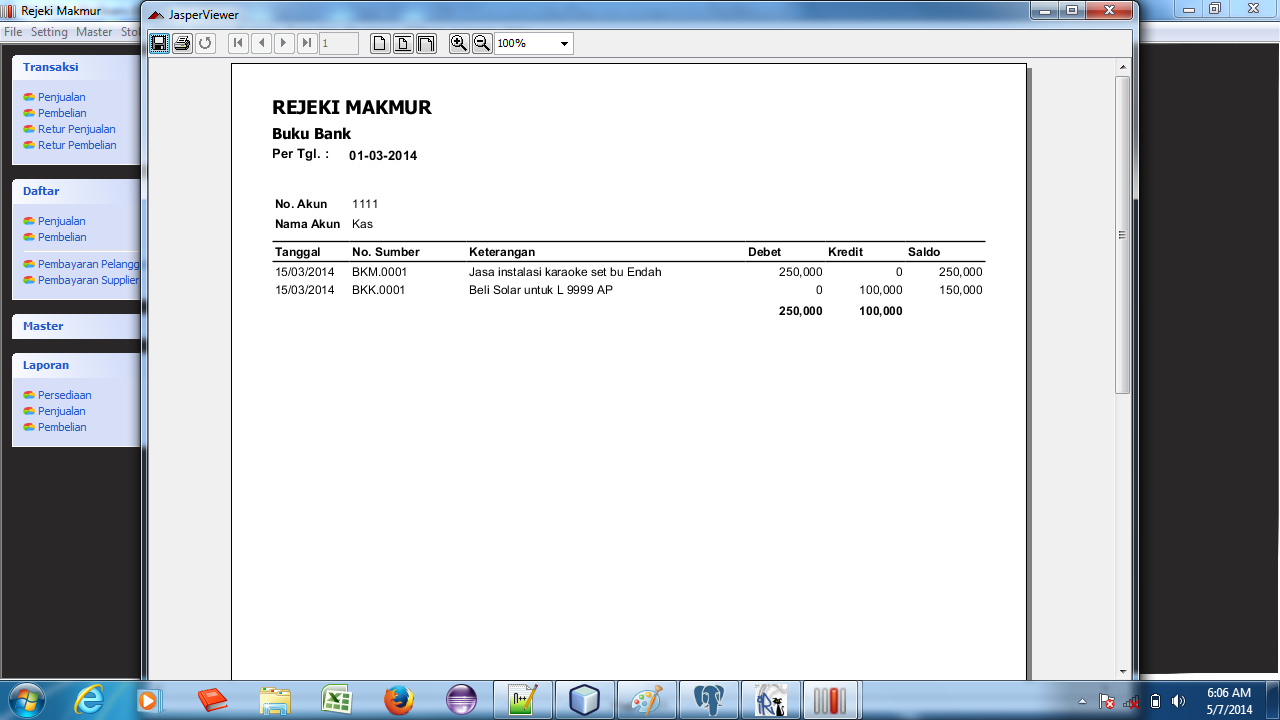 Rejeki Makmur
File Setting Master Sto
Transaksi
Penjualan
Pembelian
Retur Penjualan
Retur Pembelian
Daftar
Penjualan
Pembelian
Pembayaran Pelangg
Pembayaran Supplier
Master
Laporan
Persediaan
Penjualan
Pembelian
JasperViewer
1
100%
REJEKI MAKMUR
Buku Bank
Per Tgl. : 01-03-2014
No. Akun 1111
Nama Akun Kas
Tanggal No. Sumber Keterangan Debet Kredit Saldo
15/03/2014 BKM.0001 Jasa instalasi karaoke set bu Endah 250,000 0 250,000
15/03/2014 BKK.0001 Beli Solar untuk L 9999 AP 0 100,000 150,000
250,000 100,000
6:06 AM
5/7/2014